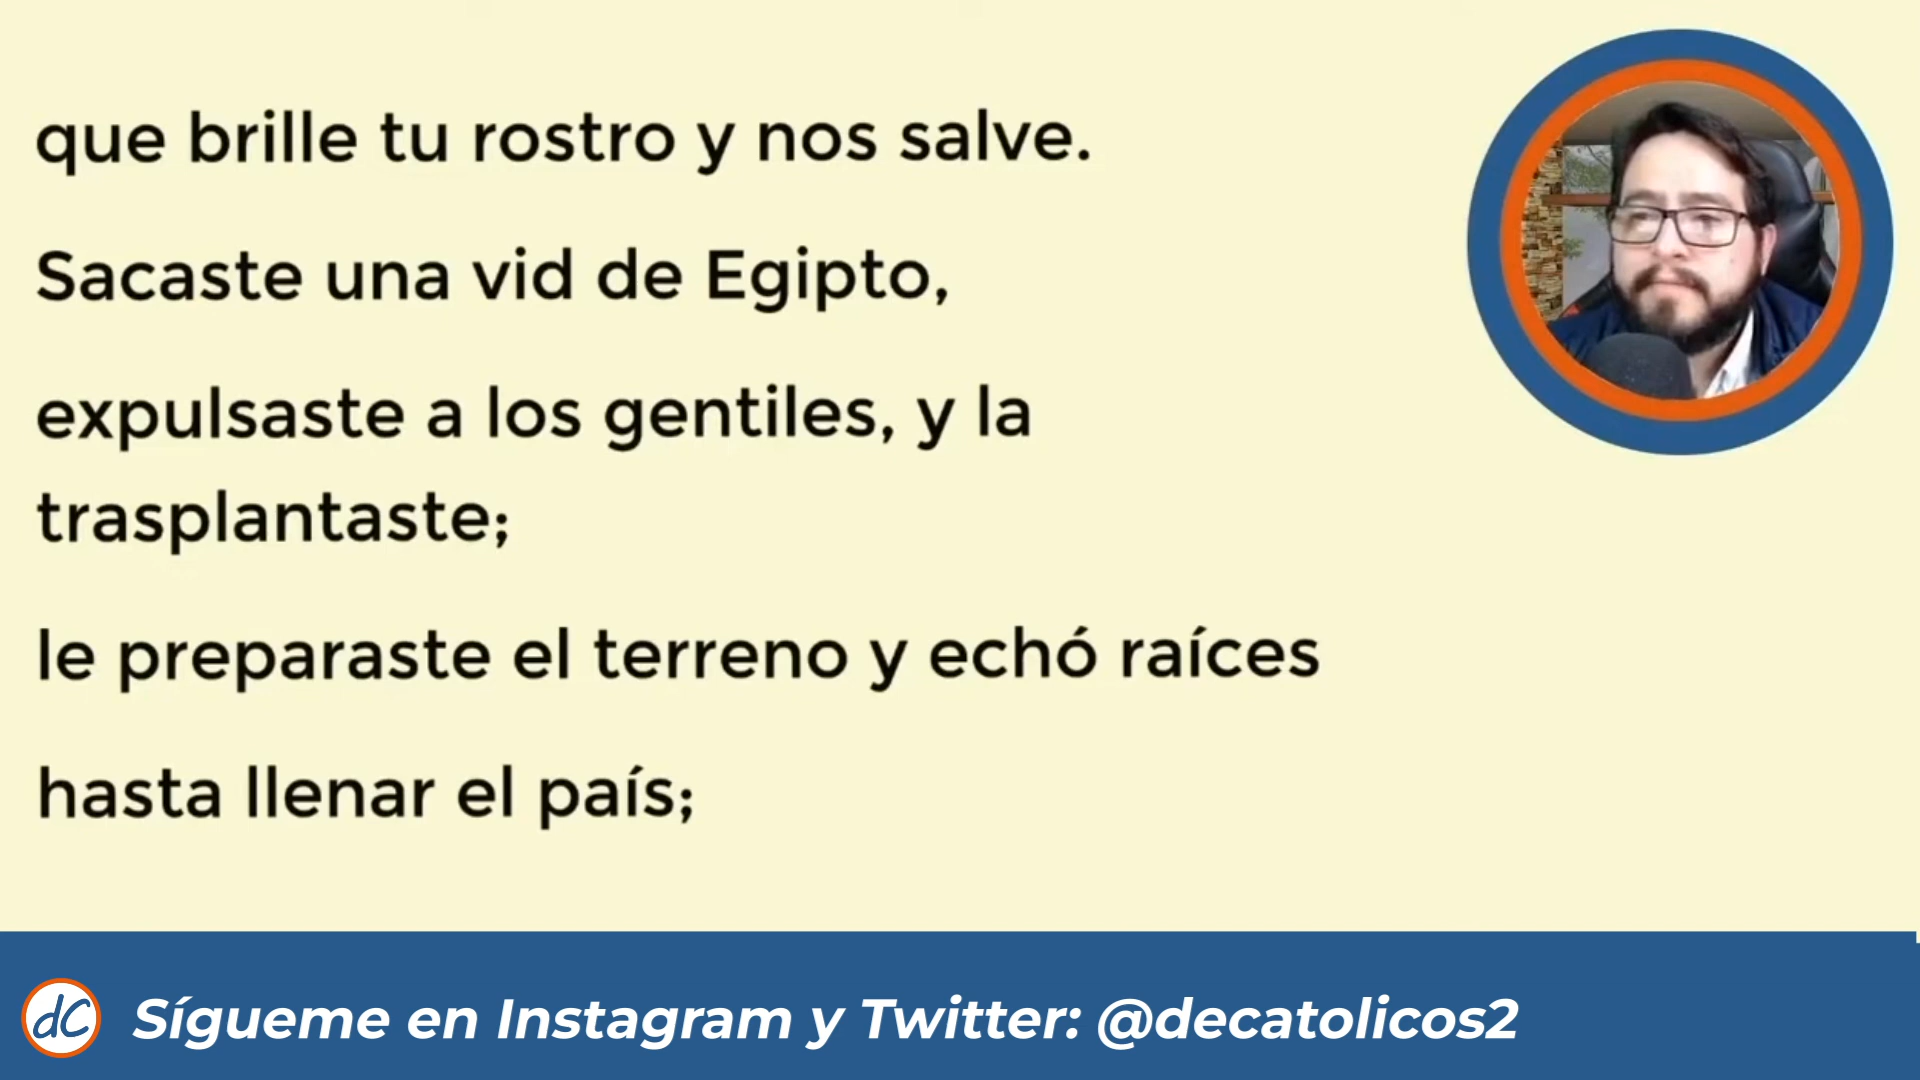 que brille tu rostro y nos salve.
Sacaste una vid de Egipto,
expulsaste a los gentiles, y la
trasplantaste;
le preparaste el terreno y echó raíces
hasta llenar el país;
dC Sígueme en Instagram y Twitter: @decatolicos2